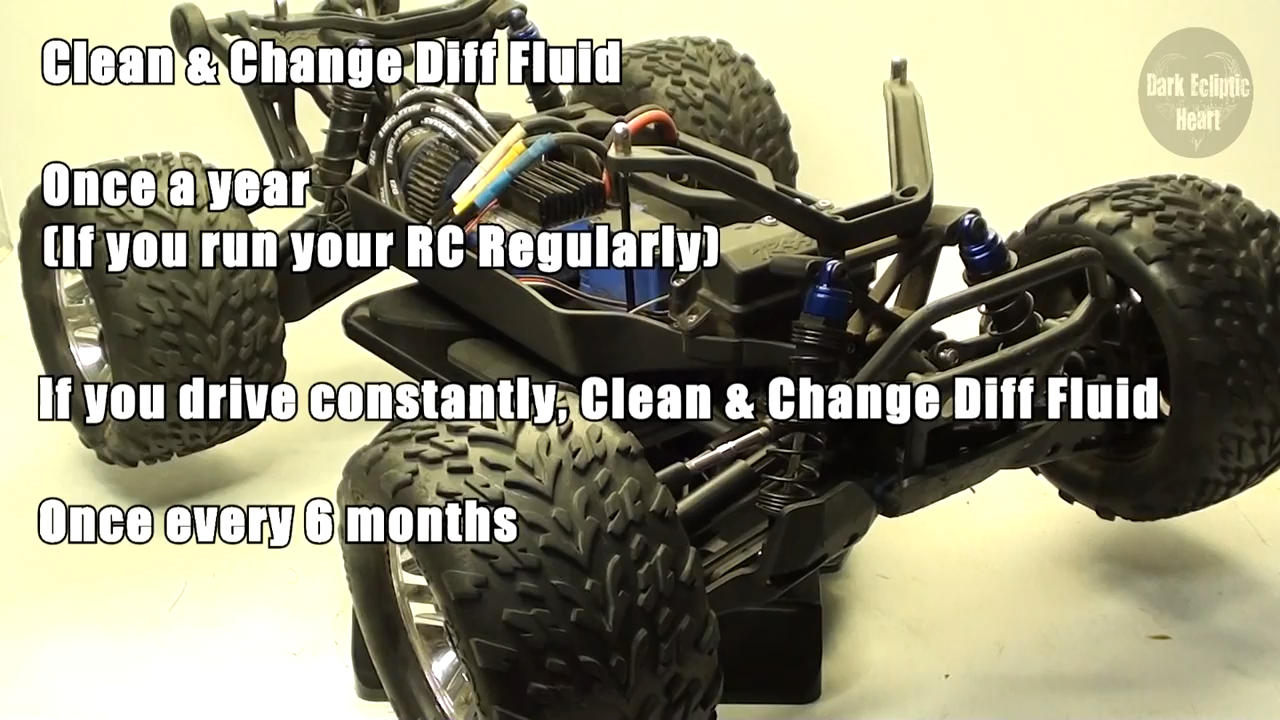 Clean & Change Diff Fluid
Dark Ecliptic
Heart
Once a year
(If you run your RC Regularly)
If you drive constantly, Clean & Change Diff Fluid
Once every 6 months